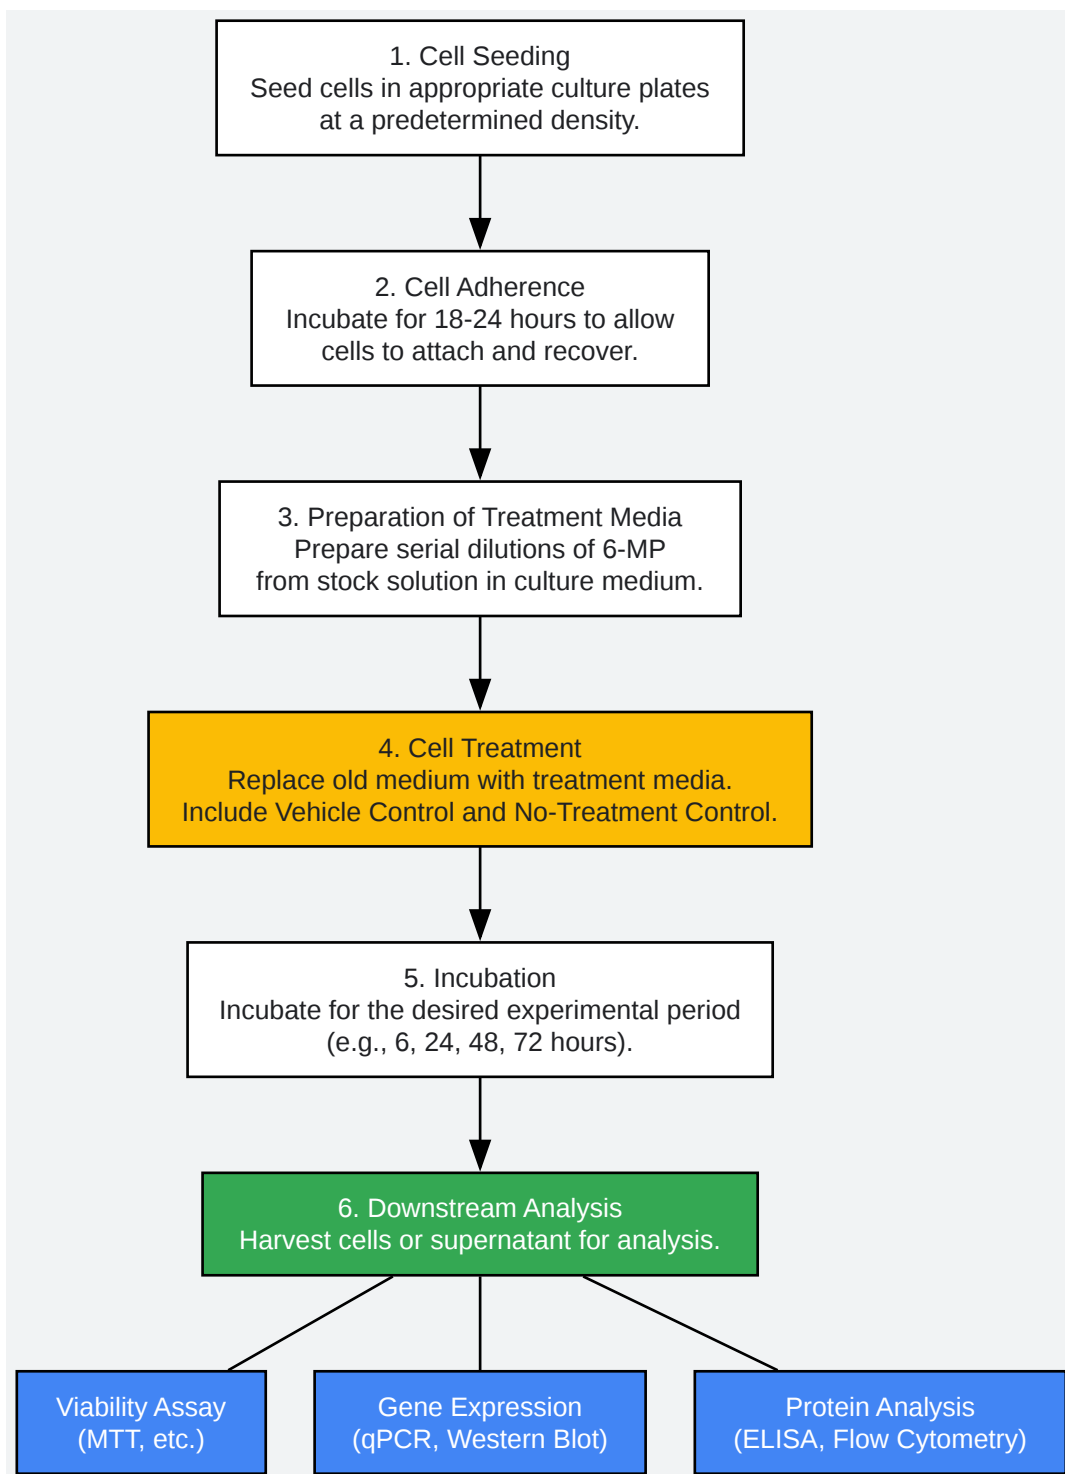 1. Cell Seeding
Seed cells in appropriate culture plates
at a predetermined density.
2. Cell Adherence
Incubate for 18-24 hours to allow
cells to attach and recover.
3. Preparation of Treatment Media
Prepare serial dilutions of 6-MP
from stock solution in culture medium.
4. Cell Treatment
Replace old medium with treatment media.
Include Vehicle Control and No-Treatment Control.
5. Incubation
Incubate for the desired experimental period
(e.g., 6, 24, 48, 72 hours).
6. Downstream Analysis
Harvest cells or supernatant for analysis.
Viability Assay
(MTT, etc.)
Gene Expression
(qPCR, Western Blot)
Protein Analysis
(ELISA, Flow Cytometry)